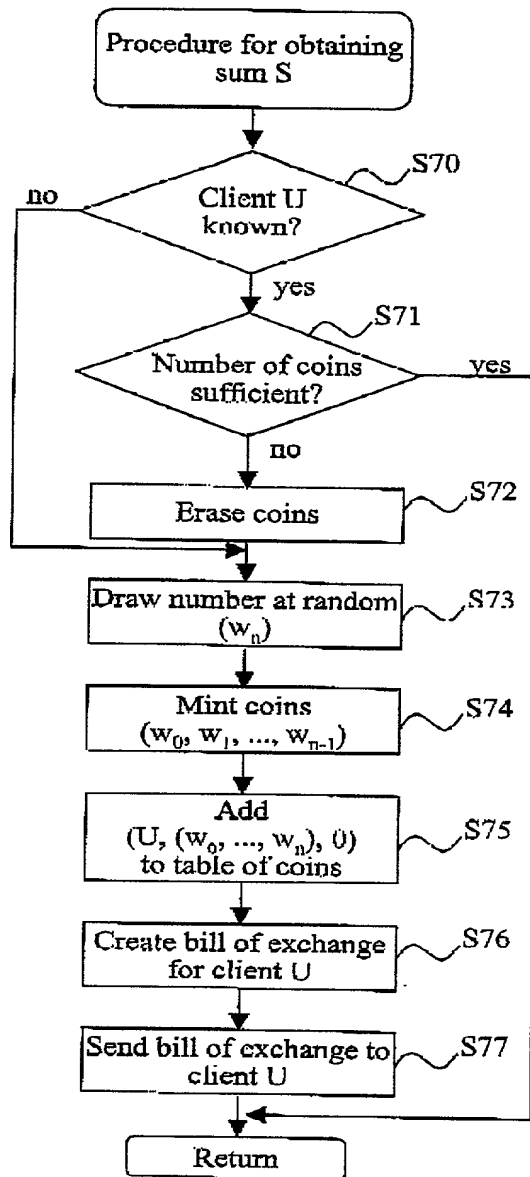 Procedure for obtaining
sum S
S70
no
Client U
known?
yes
S71
Number of coins
sufficient?
yes
no
S72
Erase coins
Draw number at random
(wn)
S73
Mint coins
(w0, w1, ..., wn-1)
S74
Add
(U, (w0, ..., wn), 0)
to table of coins
S75
Create bill of exchange
for client U
S76
Send bill of exchange to
client U
S77
Return